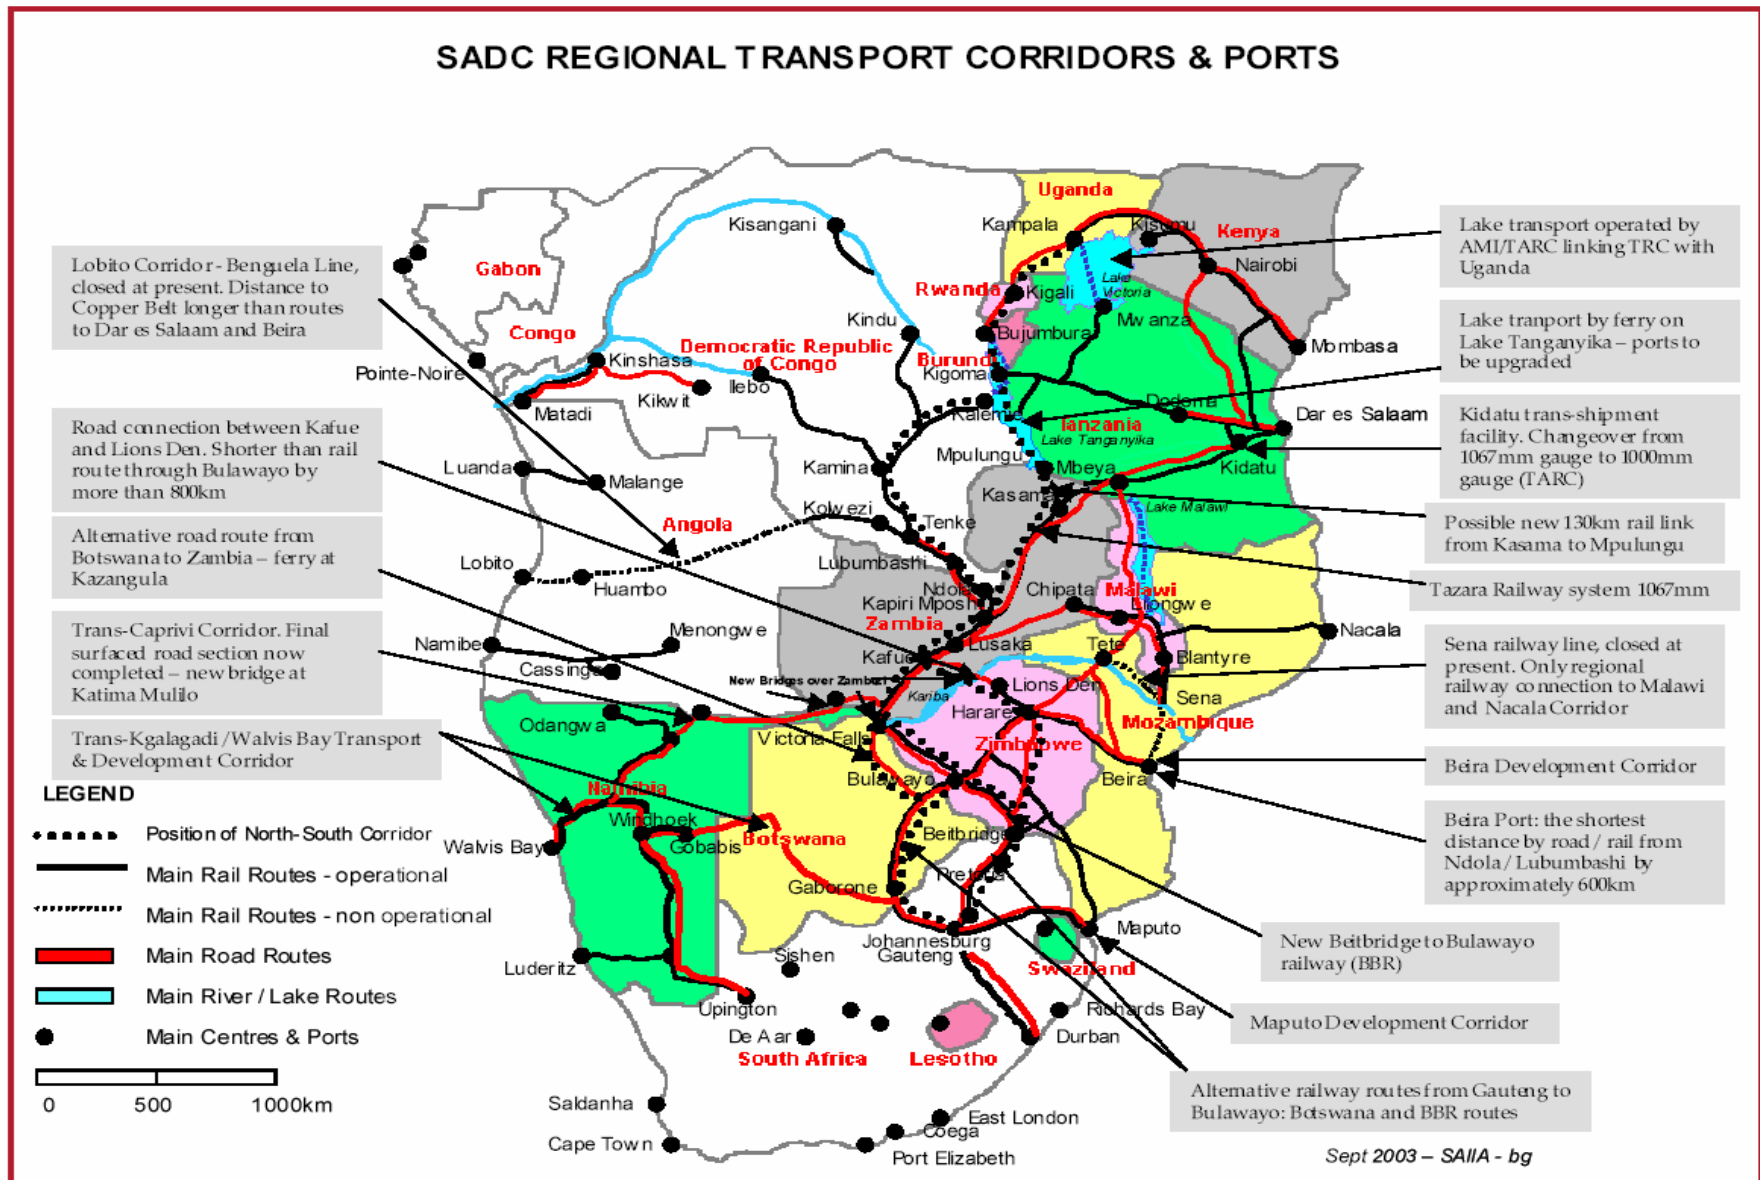 SADC REGIONAL TRANSPORT CORRIDORS & PORTS
Lobito Corridor - Benguela Line,
closed at present. Distance to
Copper Belt longer than routes
to Dar es Salaam and Beira
Road connection between Kafue
and Lions Den. Shorter than rail
route through Bulawayo by
more than 800km
Alternative road route from
Botswana to Zambia – ferry at
Kazangula
Trans-Caprivi Corridor. Final
surfaced road section now
completed – new bridge at
Katima Mulilo
Trans-Kgalagadi / Walvis Bay Transport
& Development Corridor
LEGEND
Position of North-South Corridor
Main Rail Routes - operational
Main Rail Routes - non operational
Main Road Routes
Main River / Lake Routes
Main Centres & Ports
0 500 1000km
Uganda
Kisangani
Kampala
Kisumu
Kenya
Gabon
Nairobi
Rwanda
Kigali
Lake
Victoria
Congo
Kindu
Bujumbura
Mwanza
Democratic Republic
of Congo
Burundi
Mombasa
Pointe-Noire
Kinshasa
Kigoma
Ilebo
Matadi
Kikwit
Kalemie
Dodoma
Dar es Salaam
Tanzania
Lake Tanganyika
Luanda
Malange
Kamina
Mpulungu
Mbeya
Kidatu
Kasama
Kolwezi
Angola
Tenke
Lake Malawi
Lobito
Huambo
Lubumbashi
Ndola
Chipata
Malawi
Kapiri Mposhi
Lilongwe
Zambia
Namibe
Menongwe
Lusaka
Tete
Nacala
Cassinga
Kafue
Blantyre
New Bridges over Zambezi
Kariba
Lions Den
Sena
Odangwa
Harare
Mozambique
Victoria Falls
Zimbabwe
Bulawayo
Beira
Namibia
Windhoek
Botswana
Beitbridge
Walvis Bay
Gobabis
Gaborone
Pretoria
Johannesburg
Gauteng
Maputo
Luderitz
Sishen
Swaziland
Upington
Richards Bay
De Aar
Durban
South Africa
Lesotho
Saldanha
East London
Coega
Cape Town
Port Elizabeth
Lake transport operated by
AMI/TARC linking TRC with
Uganda
Lake tranport by ferry on
Lake Tanganyika – ports to
be upgraded
Kidatu trans-shipment
facility. Changeover from
1067mm gauge to 1000mm
gauge (TARC)
Possible new 130km rail link
from Kasama to Mpulungu
Tazara Railway system 1067mm
Sena railway line, closed at
present. Only regional
railway connection to Malawi
and Nacala Corridor
Beira Development Corridor
Beira Port: the shortest
distance by road / rail from
Ndola / Lubumbashi by
approximately 600km
New Beitbridge to Bulawayo
railway (BBR)
Maputo Development Corridor
Alternative railway routes from Gauteng to
Bulawayo: Botswana and BBR routes
Sept 2003 – SAIIA - bg